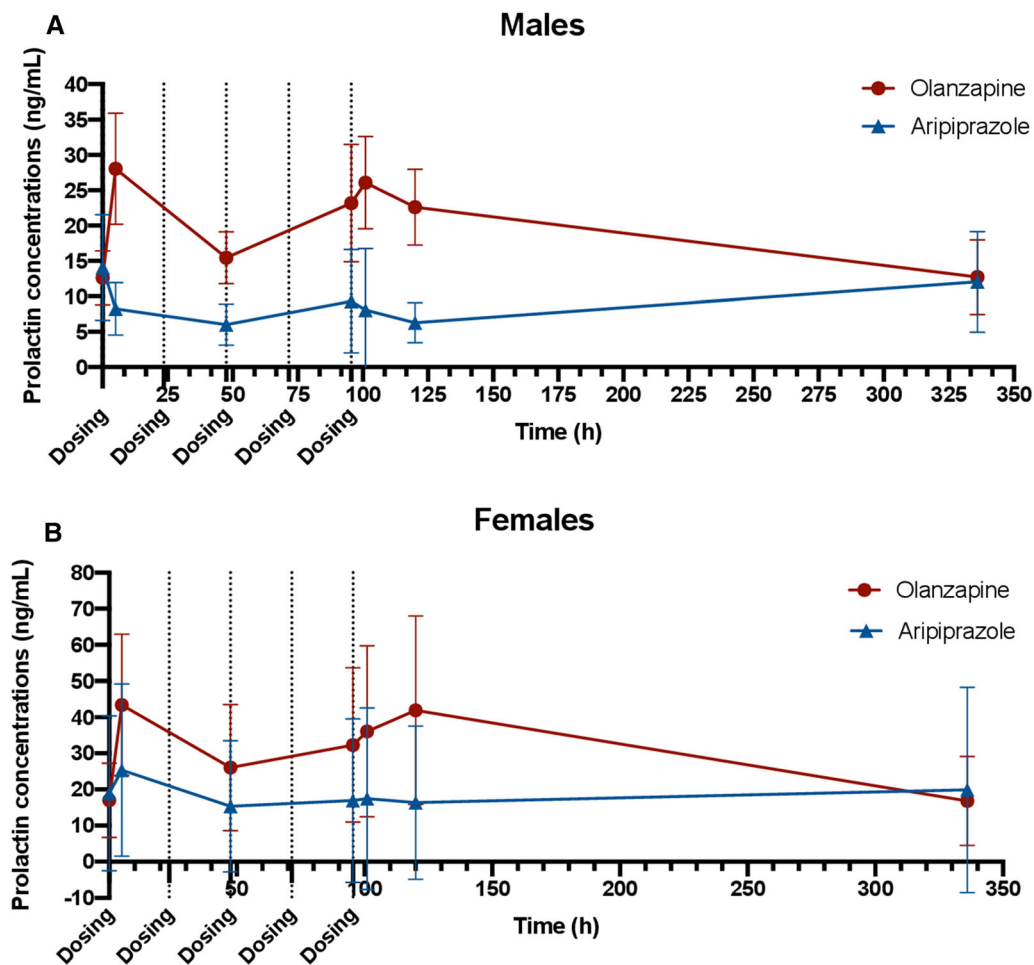 A
Males
Prolactin concentrations (ng/mL)
40
35
30
25
20
15
10
5
0
Olanzapine
Aripiprazole
25 50 75 100 125 150 175 200 225 250 275 300 325 350
Dosing Dosing Dosing Dosing Dosing
Time (h)
B
Females
Prolactin concentrations (ng/mL)
80
70
60
50
40
30
20
10
0
-10
Olanzapine
Aripiprazole
50 100 150 200 250 300 350
Dosing Dosing Dosing Dosing Dosing
Time (h)